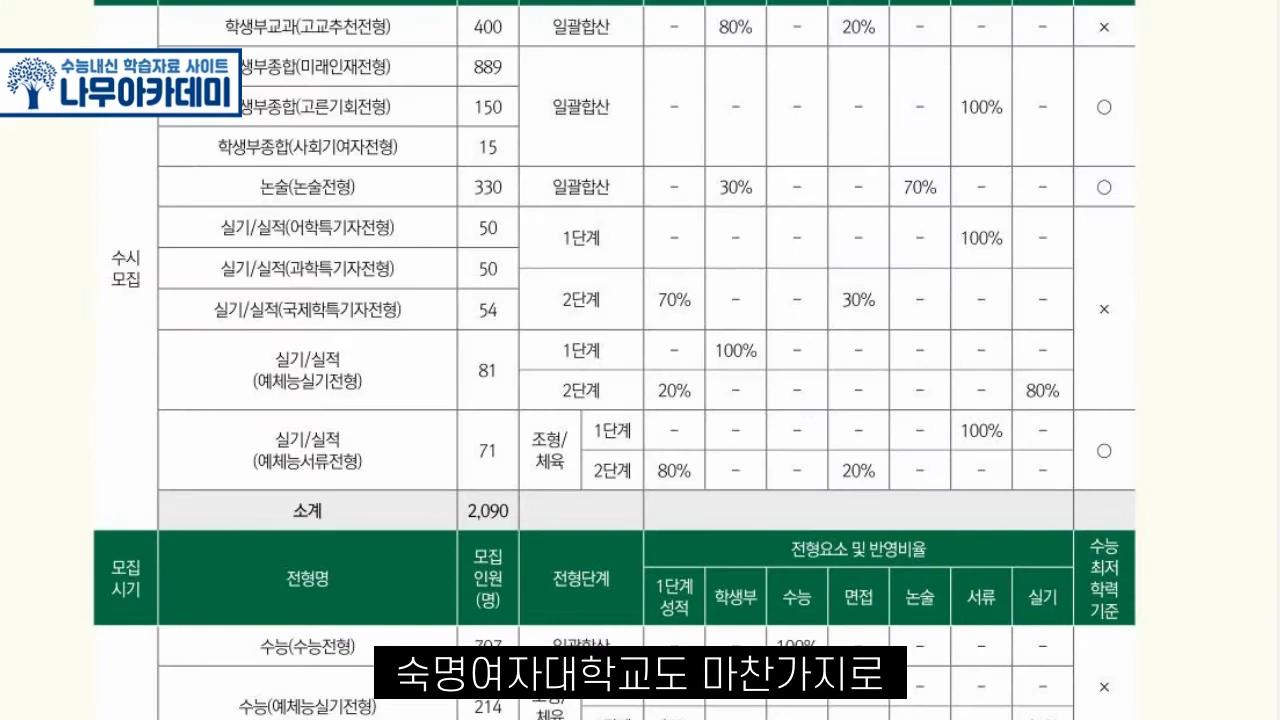 학생부교과(고교추천전형) 400 일괄합산 - 80% - 20% - - - ×
수능내신 학습자료 사이트
나무아카데미
생부종합(미래인재전형) 889
생부종합(고른기회전형) 150 일괄합산 - - - - - 100% - ○
학생부종합(사회기여자전형) 15
논술(논술전형) 330 일괄합산 - 30% - - 70% - - ○
수시
모집
실기/실적(어학특기자전형) 50
1단계 - - - - - 100% -
실기/실적(과학특기자전형) 50
2단계 70% - - 30% - - -
실기/실적(국제학특기자전형) 54
×
실기/실적
(예체능실기전형)
81
1단계 - 100% - - - - -
2단계 20% - - - - - 80%
실기/실적
(예체능서류전형)
71
조형/
체육
1단계 - - - - - 100% -
2단계 80% - - 20% - - -
○
소계 2,090
모집
시기
전형명
모집
인원
(명)
전형단계
전형요소 및 반영비율
1단계
성적
학생부 수능 면접 논술 서류 실기
수능
최저
학력
기준
수능(수능전형) 707 일괄합산 - - 100% - - - -
수능(예체능실기전형) 214
- - -
×
체육
숙명여자대학교도 마찬가지로